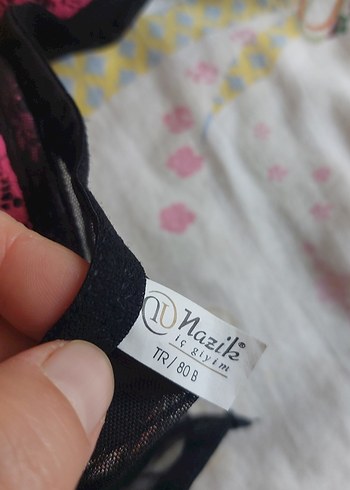 Nazik®
iç giyim
TR / 80 B